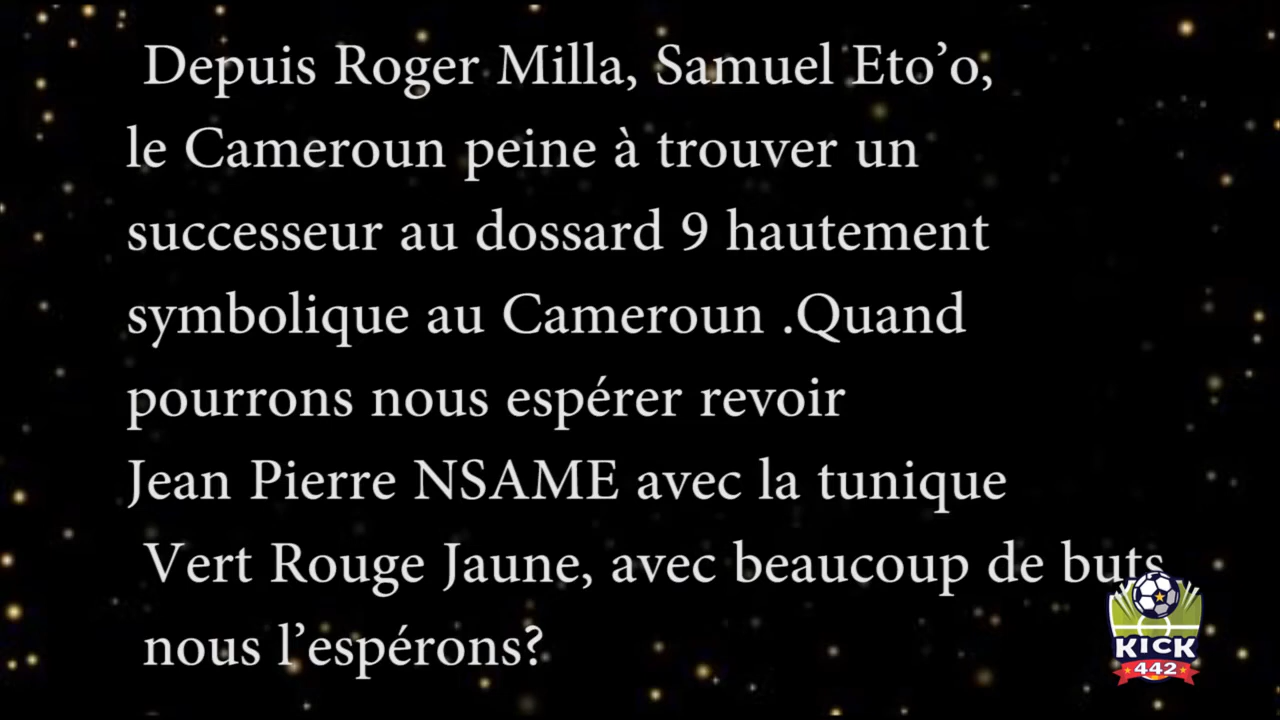 Depuis Roger Milla, Samuel Eto’o,
le Cameroun peine à trouver un
successeur au dossard 9 hautement
symbolique au Cameroun .Quand
pourrons nous espérer revoir
Jean Pierre NSAME avec la tunique
Vert Rouge Jaune, avec beaucoup de buts
nous l’espérons?
KICK
442